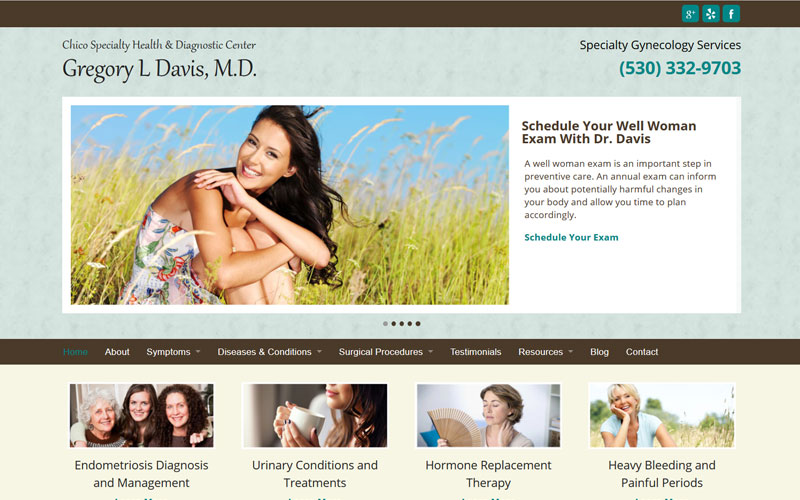 g+ f
Chico Specialty Health & Diagnostic Center
Gregory L Davis, M.D.
Specialty Gynecology Services
(530) 332-9703
Schedule Your Well Woman
Exam With Dr. Davis
A well woman exam is an important step in
preventive care. An annual exam can inform
you about potentially harmful changes in
your body and allow you time to plan
accordingly.
Schedule Your Exam
Home About Symptoms Diseases & Conditions Surgical Procedures Testimonials Resources Blog Contact
Endometriosis Diagnosis
and Management
Urinary Conditions and
Treatments
Hormone Replacement
Therapy
Heavy Bleeding and
Painful Periods